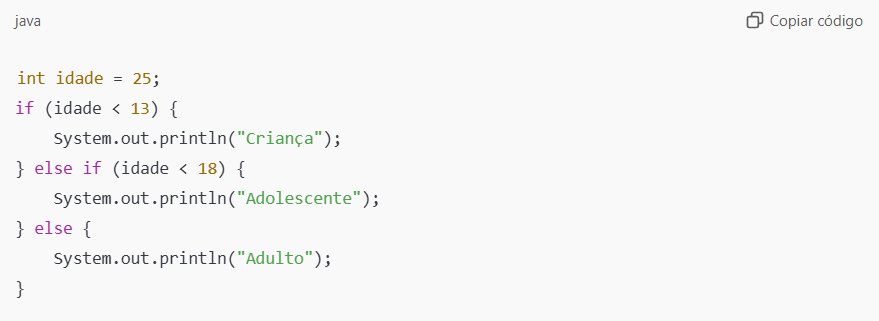 java
Copiar código
int idade = 25;
if (idade < 13) {
    System.out.println("Criança");
} else if (idade < 18) {
    System.out.println("Adolescente");
} else {
    System.out.println("Adulto");
}